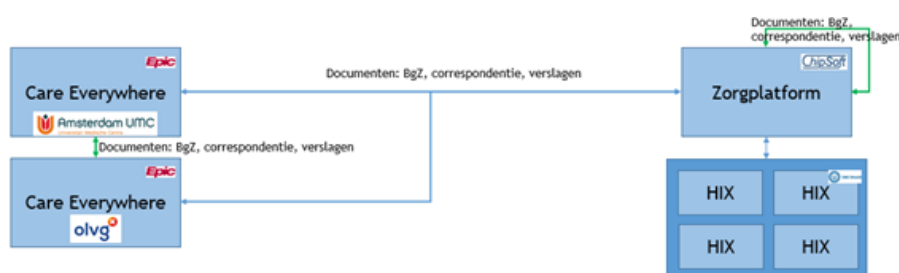 Documenten: BgZ,
correspondentie, verslagen
Epic
Care Everywhere
Amsterdam UMC
Documenten: BgZ, correspondentie, verslagen
ChipSoft
Zorgplatform
Documenten: BgZ, correspondentie, verslagen
Epic
Care Everywhere
olvg
HIX
HIX
HIX
HIX